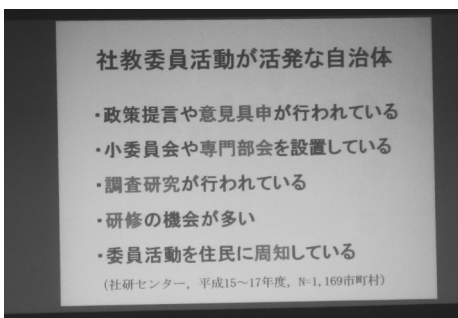 社教委員活動が活発な自治体
・政策提言や意見具申が行われている
・小委員会や専門部会を設置している
・調査研究が行われている
・研修の機会が多い
・委員活動を住民に周知している
(社研センター，平成15～17年度，N=1,169市町村)